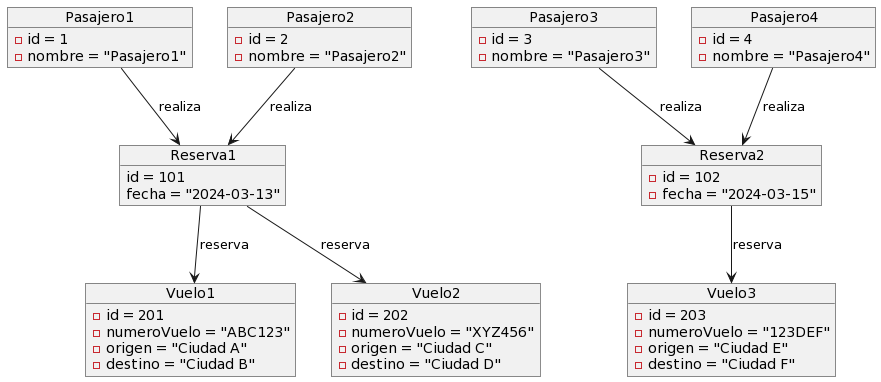 Pasajero1
id = 1
nombre = "Pasajero1"
Pasajero2
id = 2
nombre = "Pasajero2"
Pasajero3
id = 3
nombre = "Pasajero3"
Pasajero4
id = 4
nombre = "Pasajero4"
realiza
realiza
realiza
realiza
Reserva1
id = 101
fecha = "2024-03-13"
Reserva2
id = 102
fecha = "2024-03-15"
reserva
reserva
reserva
Vuelo1
id = 201
numeroVuelo = "ABC123"
origen = "Ciudad A"
destino = "Ciudad B"
Vuelo2
id = 202
numeroVuelo = "XYZ456"
origen = "Ciudad C"
destino = "Ciudad D"
Vuelo3
id = 203
numeroVuelo = "123DEF"
origen = "Ciudad E"
destino = "Ciudad F"